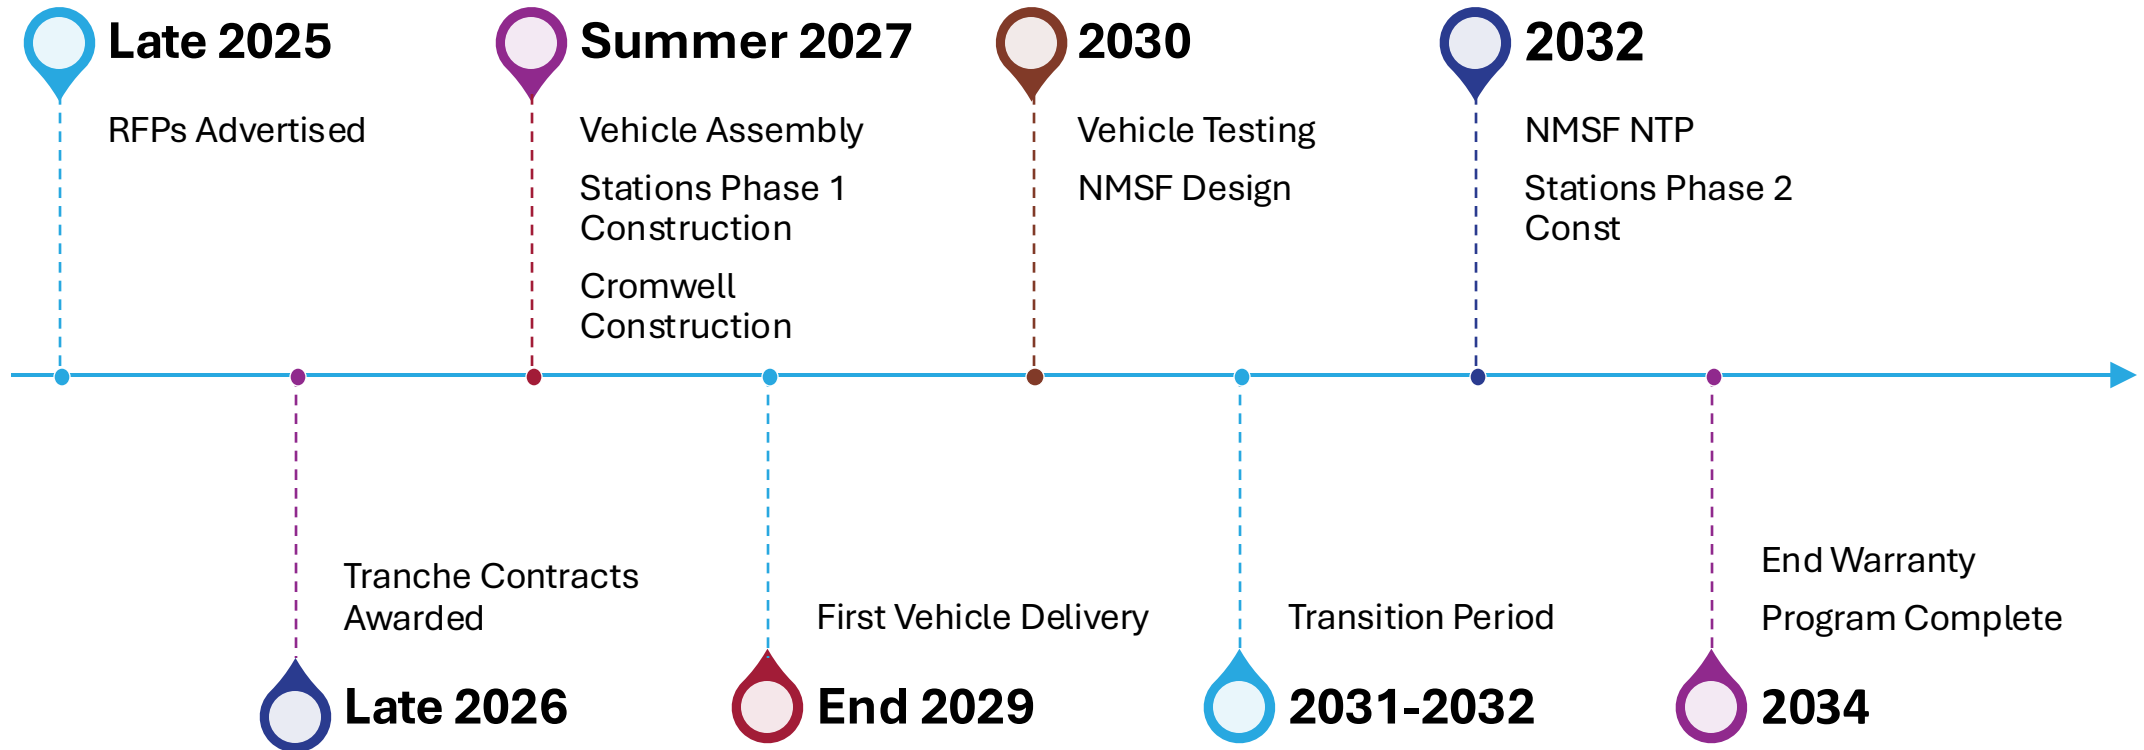 Late 2025
RFPs Advertised
Summer 2027
Vehicle Assembly
Stations Phase 1
Construction
Cromwell
Construction
2030
Vehicle Testing
NMSF Design
2032
NMSF NTP
Stations Phase 2
Const
Tranche Contracts
Awarded
Late 2026
First Vehicle Delivery
End 2029
Transition Period
2031-2032
End Warranty
Program Complete
2034